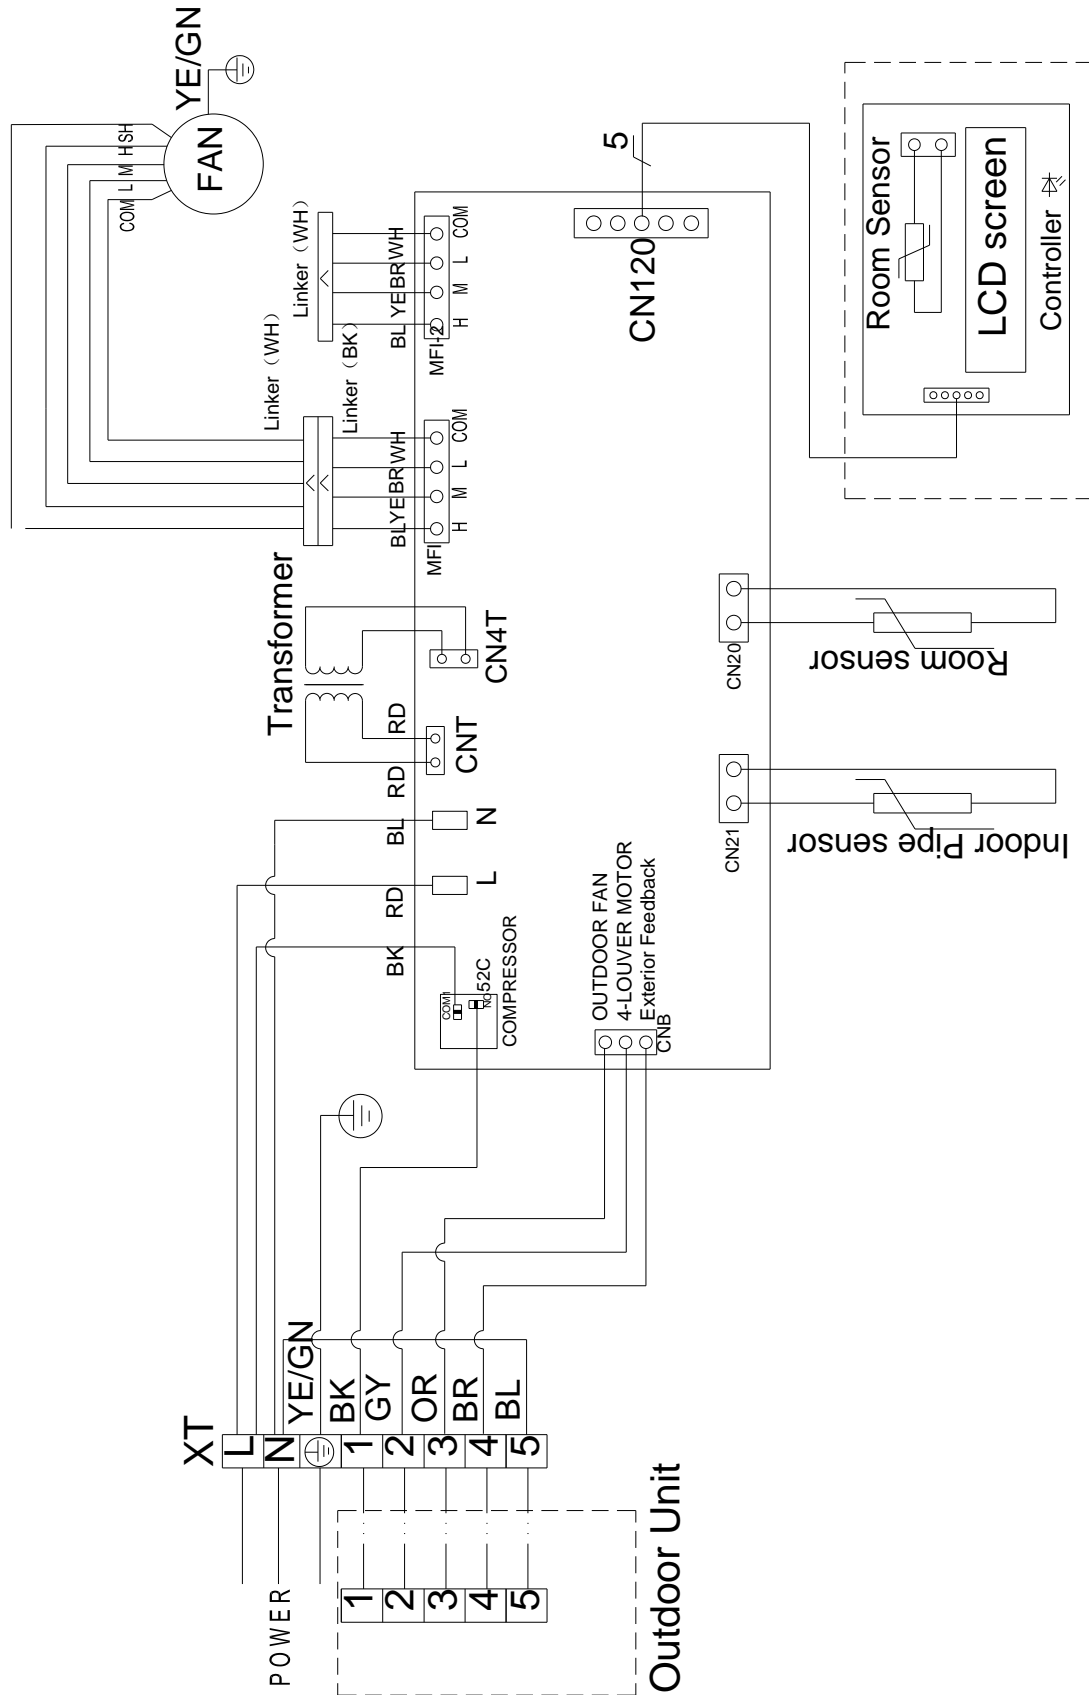 YE/GN
FAN
COM L M H SH
Linker（WH）
Linker（WH）
Linker（BK）
BL YE BR WH
H M L COM
MFI-2
BL YE BR WH
H M L COM
MFI
Transformer
CN4T
RD
RD
CNT
BL
N
RD
L
BK
COM1
NO
52C
COMPRESSOR
OUTDOOR FAN
4-LOUVER MOTOR
Exterior Feedback
CNB
CN120
5
Room Sensor
LCD screen
Controller
CN20
Room sensor
CN21
Indoor Pipe sensor
XT
L
N
1
2
3
4
5
YE/GN
BK
GY
OR
BR
BL
POWER
1
2
3
4
5
Outdoor Unit